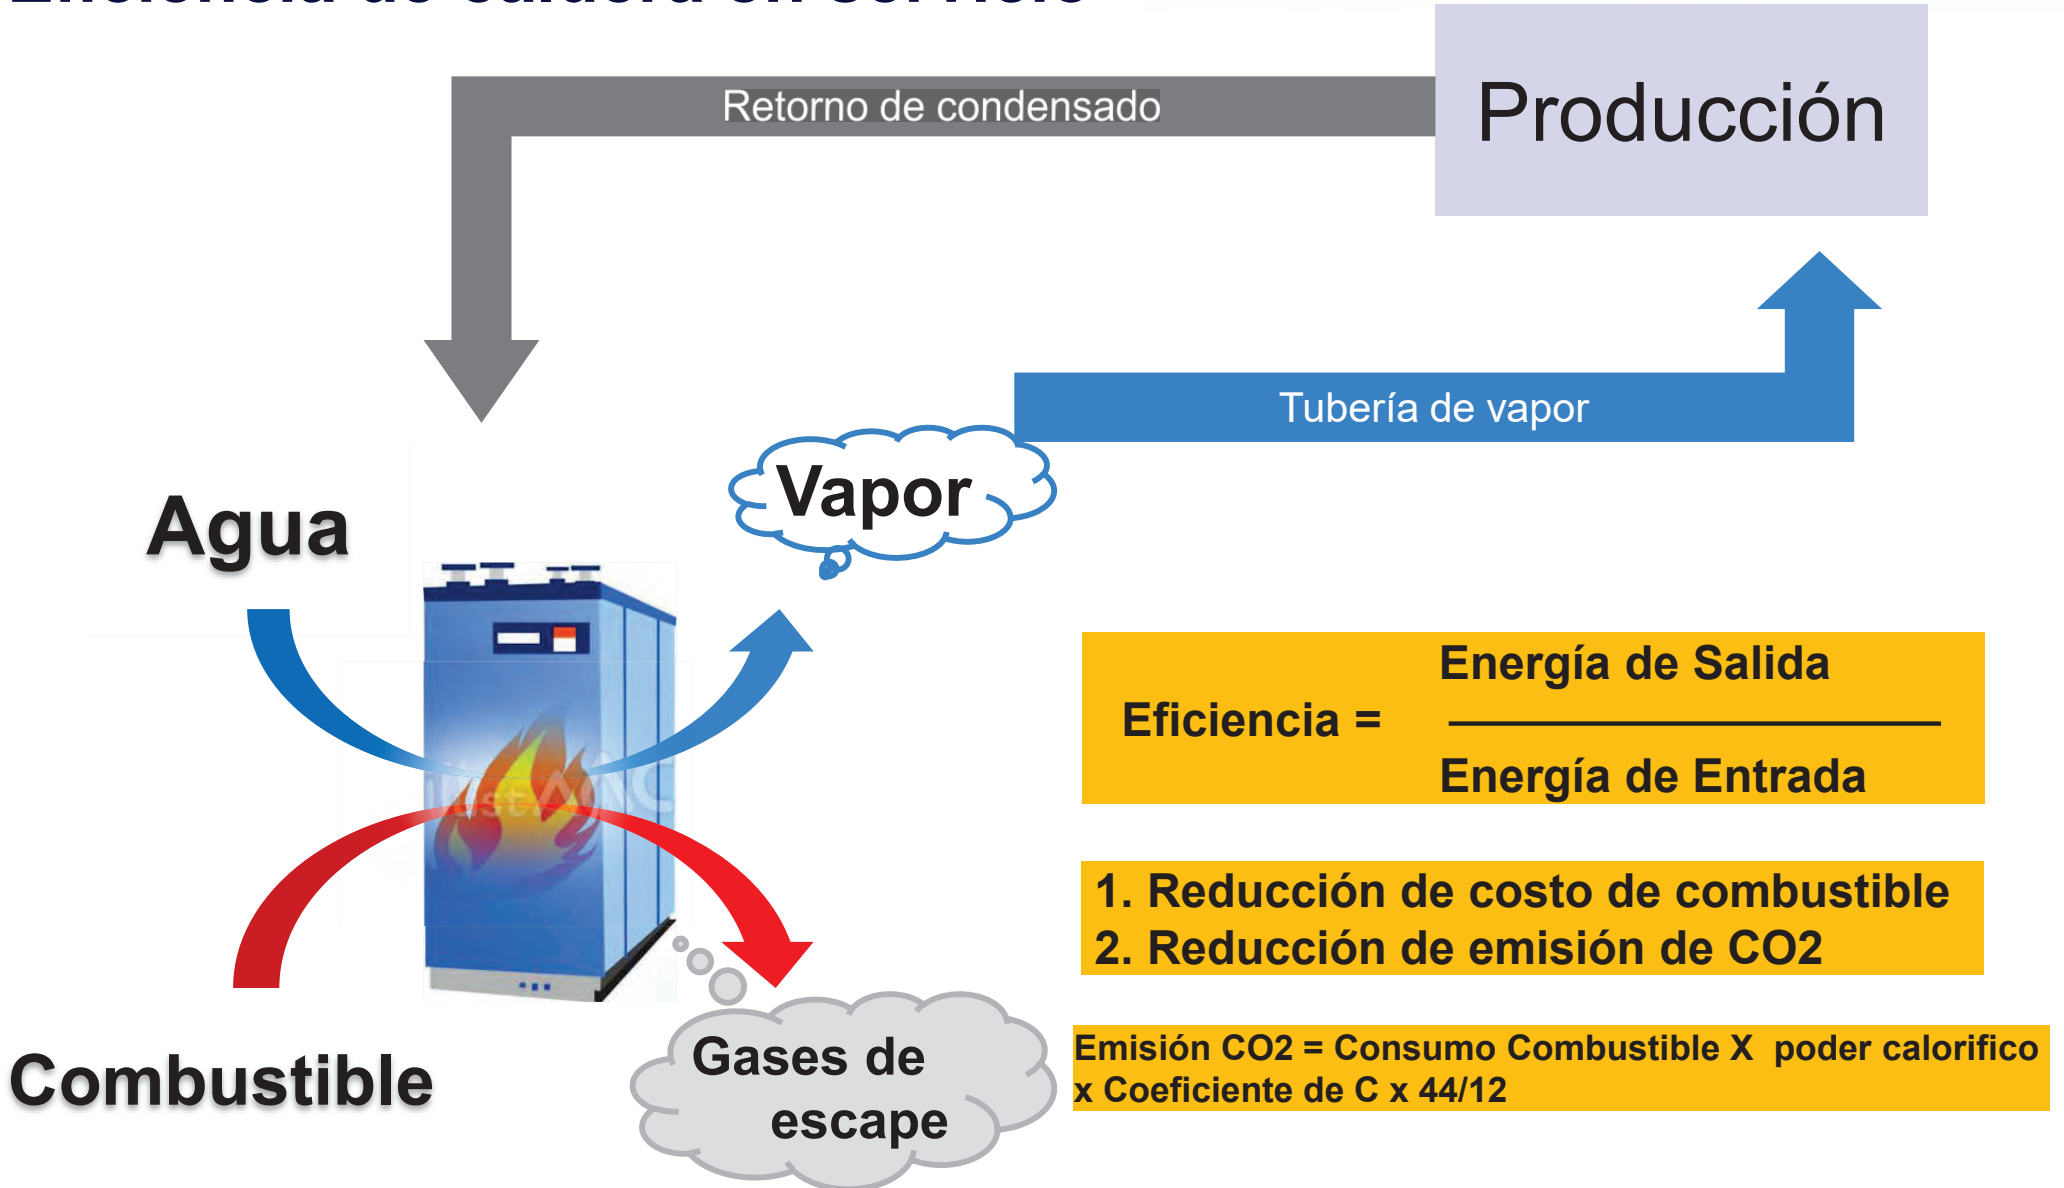 Retorno de condensado
Producción
Tubería de vapor
Vapor
Agua
Eficiencia =
Energía de Salida
Energía de Entrada
1. Reducción de costo de combustible
2. Reducción de emisión de CO2
Gases de
escape
Combustible
Emisión CO2 = Consumo Combustible X poder calorifico
x Coeficiente de C x 44/12